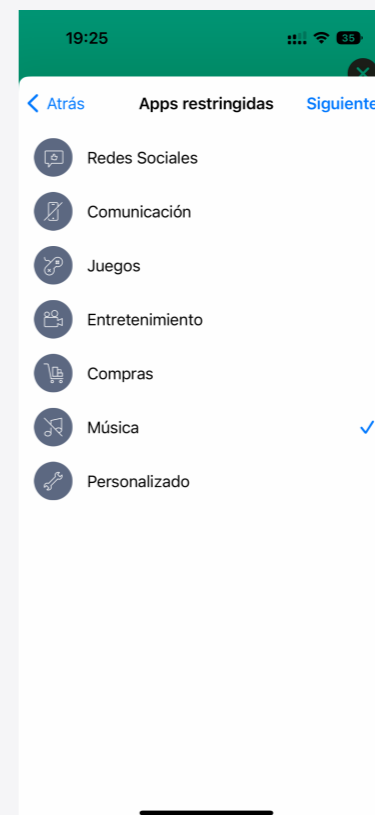 19:25
35
Atrás Apps restringidas Siguiente
Redes Sociales
Comunicación
Juegos
Entretenimiento
Compras
Música
Personalizado